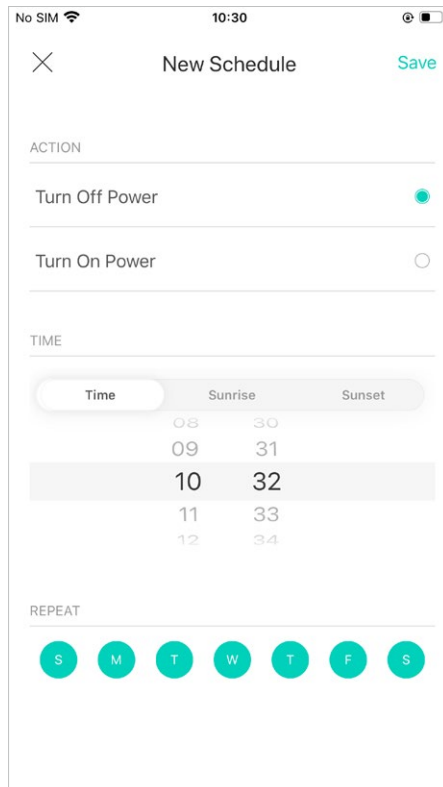 No SIM 10:30
New Schedule Save
ACTION
Turn Off Power
Turn On Power
TIME
Time Sunrise Sunset
08 30
09 31
10 32
11 33
12 34
REPEAT
S M T W T F S